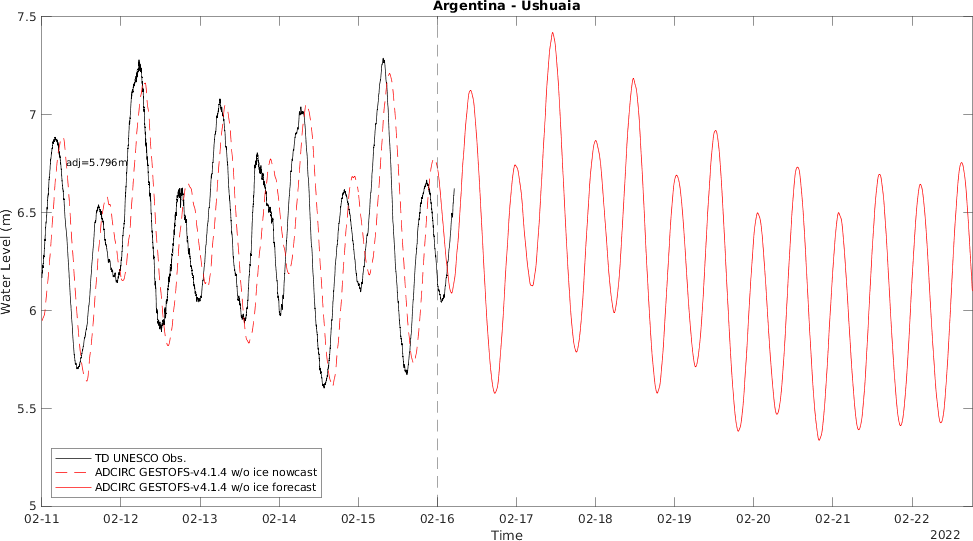 Argentina - Ushuaia
7.5
7
6.5
6
5.5
5
Water Level (m)
adj=5.796m
TD UNESCO Obs.
ADCIRC GESTOFS-v4.1.4 w/o ice nowcast
ADCIRC GESTOFS-v4.1.4 w/o ice forecast
02-11 02-12 02-13 02-14 02-15 02-16 02-17 02-18 02-19 02-20 02-21 02-22
Time
2022